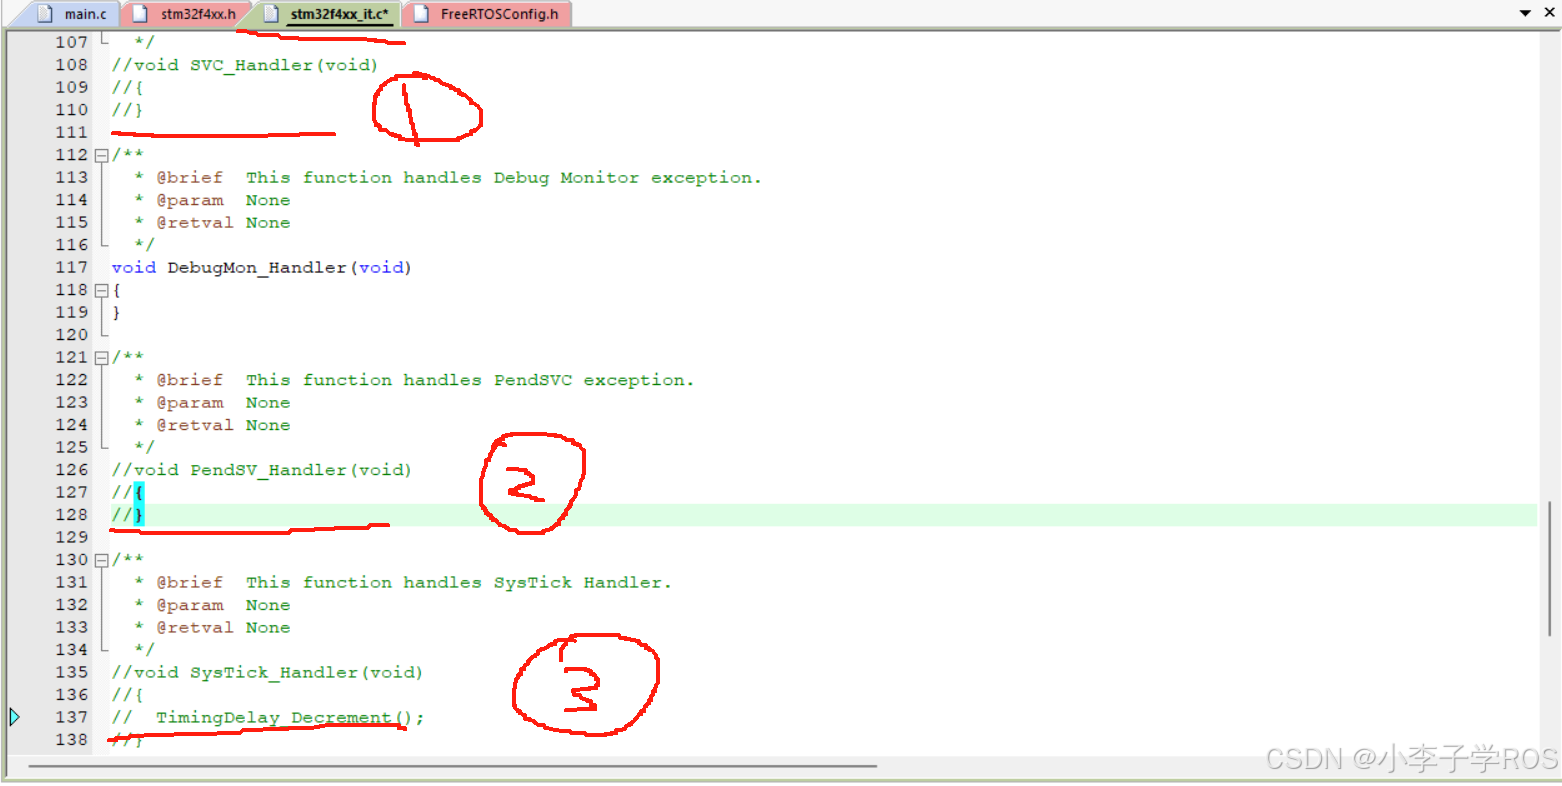 main.c stm32f4xx.h stm32f4xx_it.c* FreeRTOSConfig.h
107 */
108 //void SVC_Handler(void)
109 //{
110 //}
1
111
112 /**
113 * @brief This function handles Debug Monitor exception.
114 * @param None
115 * @retval None
116 */
117 void DebugMon_Handler(void)
118 {
119 }
120
121 /**
122 * @brief This function handles PendSVC exception.
123 * @param None
124 * @retval None
125 */
126 //void PendSV_Handler(void)
2
127 //{
128 //}
129
130 /**
131 * @brief This function handles SysTick Handler.
132 * @param None
133 * @retval None
134 */
135 //void SysTick_Handler(void)
3
136 //{
137 // TimingDelay_Decrement();
138 //}
CSDN @小李子学ROS